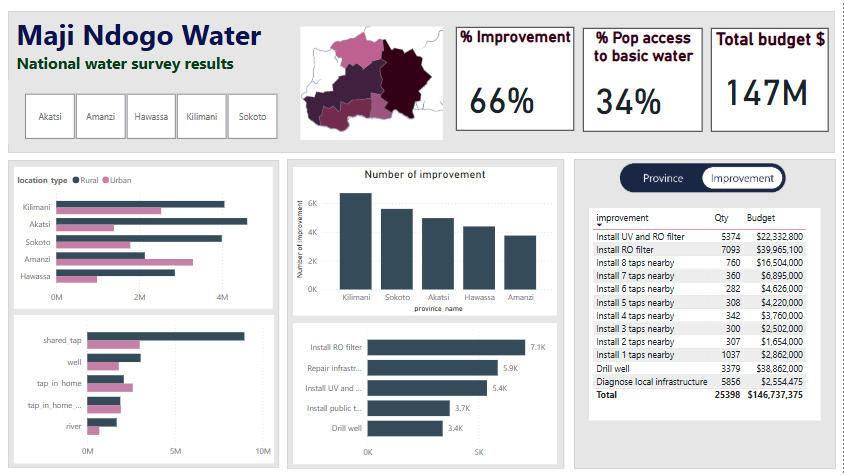 Maji Ndogo Water
National water survey results
Akatsi Amanzi Hawassa Kilimani Sokoto
% Improvement
66%
% Pop access
to basic water
34%
Total budget $
147M
location_type Rural Urban
Kilimani
Akatsi
Sokoto
Amanzi
Hawassa
0M 2M 4M
shared_tap
well
tap_in_home
tap_in_home_...
river
0M 5M 10M
Number of improvement
Number of improvement
6K
4K
2K
0K
Kilimani Sokoto Akatsi Hawassa Amanzi
province_name
Install RO filter 7.1K
Repair infrastr... 5.9K
Install UV and ... 5.4K
Install public t... 3.7K
Drill well 3.4K
0K 5K
Province Improvement
improvement Qty Budget
Install UV and RO filter 5374 $22,332,800
Install RO filter 7093 $39,965,100
Install 8 taps nearby 760 $16,504,000
Install 7 taps nearby 360 $6,895,000
Install 6 taps nearby 282 $4,626,000
Install 5 taps nearby 308 $4,220,000
Install 4 taps nearby 342 $3,760,000
Install 3 taps nearby 300 $2,502,000
Install 2 taps nearby 307 $1,654,000
Install 1 taps nearby 1037 $2,862,000
Drill well 3379 $38,862,000
Diagnose local infrastructure 5856 $2,554,475
Total 25398 $146,737,375